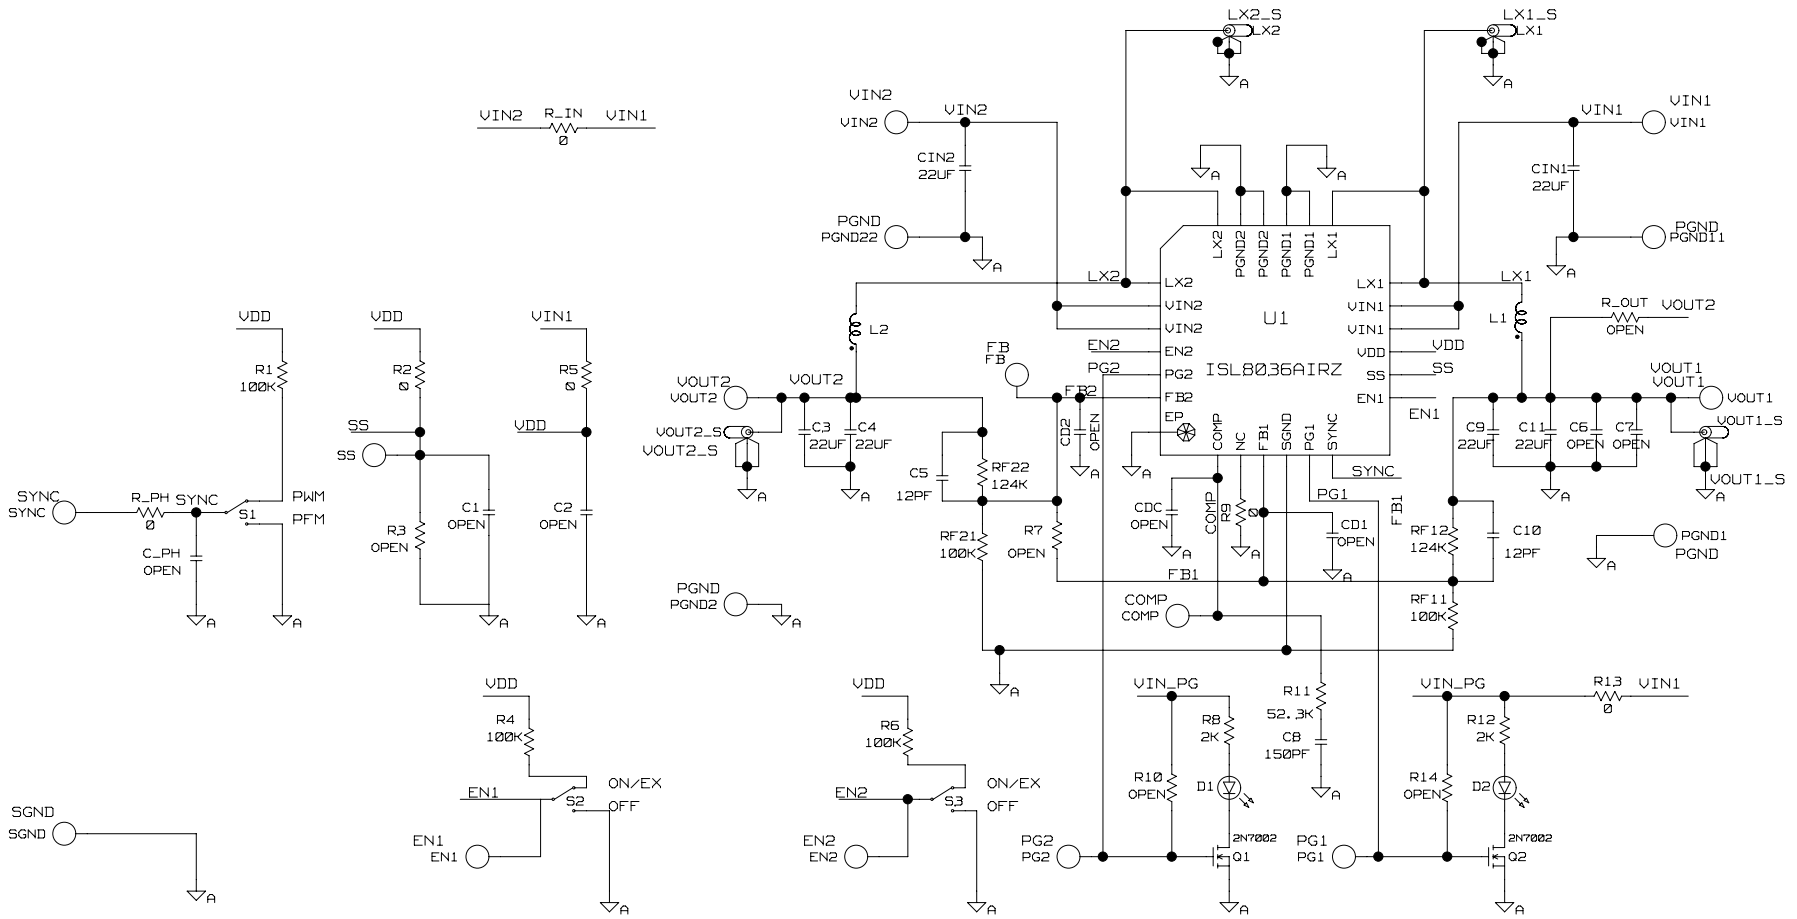 LX2_S
LX2
A
LX1_S
LX1
A
VIN2 R_IN VIN1
0
VIN2
VIN2
VIN2
CIN2
22UF
PGND
PGND22
A
A
A
VIN1
VIN1
VIN1
CIN1
22UF
PGND
PGND11
A
LX2
PGND2
PGND2
PGND1
PGND1
LX1
LX2
LX2
VIN2
VIN2
EN2
EN2
PG2
PG2
FB2
FB2
EP
U1
ISL8036AIRZ
LX1
LX1
VIN1
VIN1
VDD
VDD
SS
SS
EN1
EN1
COMP
NC
FB1
SGND
PG1
SYNC
SYNC
VDD
R1
100K
SYNC
SYNC
R_PH
0
SYNC
S1
PWM
PFM
C_PH
OPEN
A
A
VDD
R2
0
SS
SS
R3
OPEN
C1
OPEN
A
VIN1
R5
0
VDD
C2
OPEN
A
L2
VOUT2
VOUT2
VOUT2
VOUT2_S
VOUT2_S
A
C3
22UF
C4
22UF
A
C5
12PF
RF22
124K
RF21
100K
FB
FB
CD2
OPEN
A
A
R7
OPEN
CDC
OPEN
A
COMP
R9
0
A
CD1
OPEN
A
PG1
FB1
FB1
L1
R_OUT
OPEN
VOUT2
VOUT1
VOUT1
VOUT1
VOUT1_S
VOUT1_S
A
C9
22UF
C11
22UF
C6
OPEN
C7
OPEN
A
RF12
124K
C10
12PF
RF11
100K
PGND1
PGND
A
PGND
PGND2
A
COMP
COMP
A
R11
52.3K
C8
150PF
A
SGND
SGND
A
VDD
R4
100K
EN1
S2
ON/EX
OFF
EN1
EN1
A
VDD
R6
100K
EN2
S3
ON/EX
OFF
EN2
EN2
A
VIN_PG
R8
2K
R10
OPEN
D1
PG2
PG2
2N7002
Q1
A
VIN_PG
R13
0
VIN1
R12
2K
R14
OPEN
D2
PG1
PG1
2N7002
Q2
A